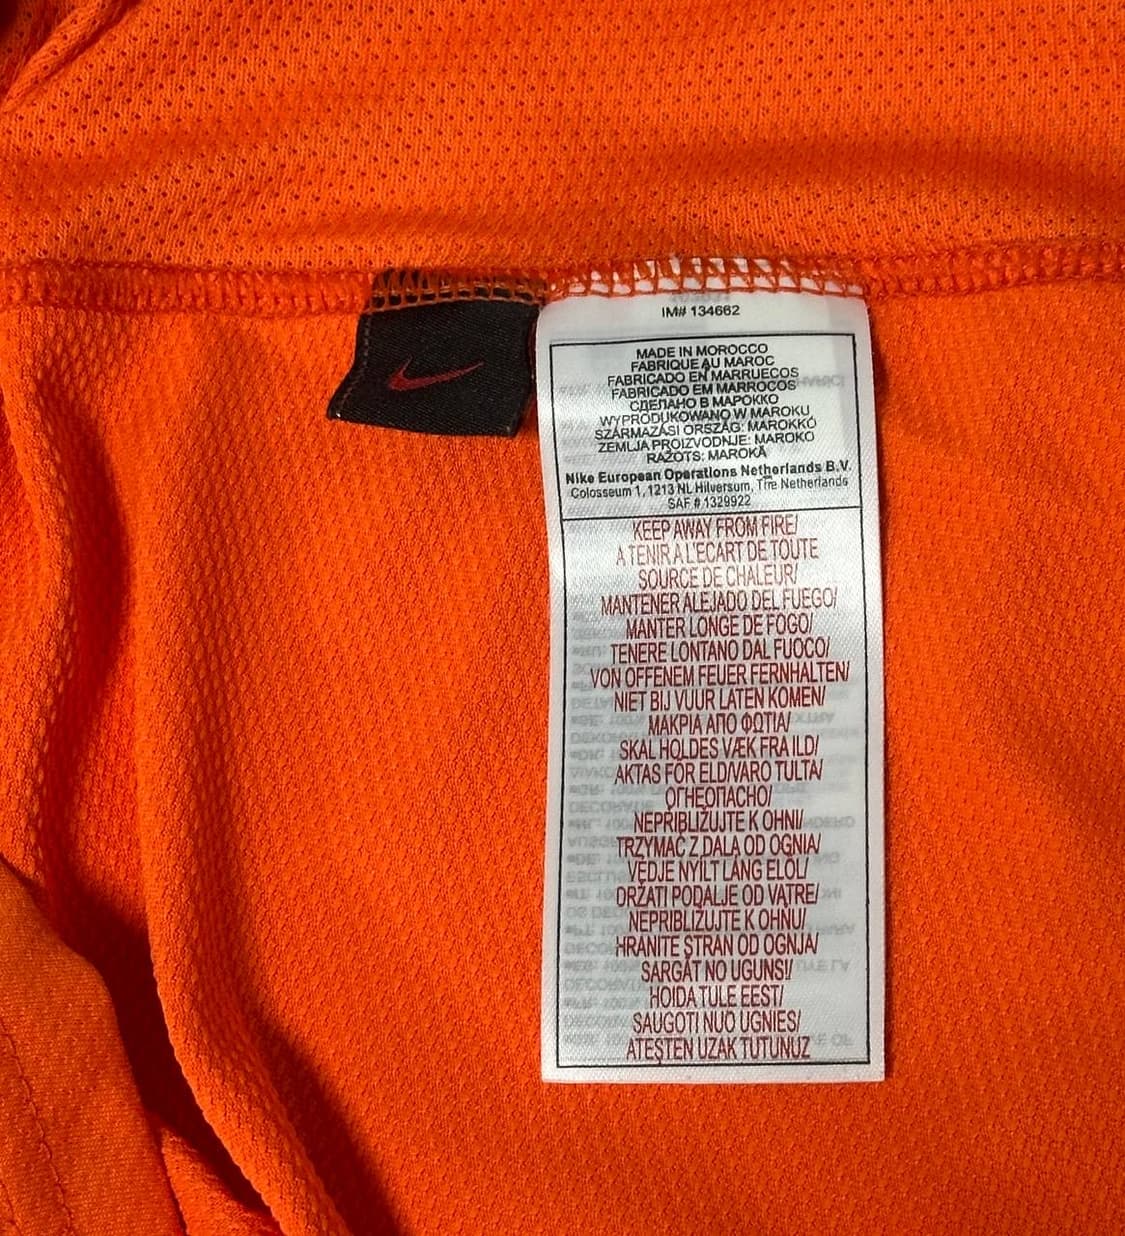 IM# 134662
MADE IN MOROCCO
FABRIQUE AU MAROC
FABRICADO EN MARRUECOS
FABRICADO EM MARROCOS
СДЕЛАНО В МАРОККО
WYPRODUKOWANO W MAROKU
SZÁRMAZÁSI ORSZÁG: MAROKKÓ
ZEMLJA PROIZVODNJE: MAROKO
RAŽOTS: MAROKĀ
Nike European Operations Netherlands B.V.
Colosseum 1, 1213 NL Hilversum, The Netherlands
SAF # 1329922
KEEP AWAY FROM FIRE/
A TENIR A L'ECART DE TOUTE
SOURCE DE CHALEUR/
MANTENER ALEJADO DEL FUEGO/
MANTER LONGE DE FOGO/
TENERE LONTANO DAL FUOCO/
VON OFFENEM FEUER FERNHALTEN/
NIET BIJ VUUR LATEN KOMEN/
ΜΑΚΡΙΑ ΑΠΟ ΦΩΤΙΑ/
SKAL HOLDES VÆK FRA ILD/
AKTAS FÖR ELD/VARO TULTA/
ОГНЕОПАСНО/
NEPŘIBLIŽUJTE K OHNI/
TRZYMAĆ Z DALA OD OGNIA/
VÉDJE NYÍLT LÁNG ELŐL/
DRŽATI PODALJE OD VATRE/
NEPRIBLIŽUJTE K OHŇU/
HRANITE STRAN OD OGNJA/
SARGĀT NO UGUNS!/
HOIDA TULE EEST/
SAUGOTI NUO UGNIES/
ATEŞTEN UZAK TUTUNUZ